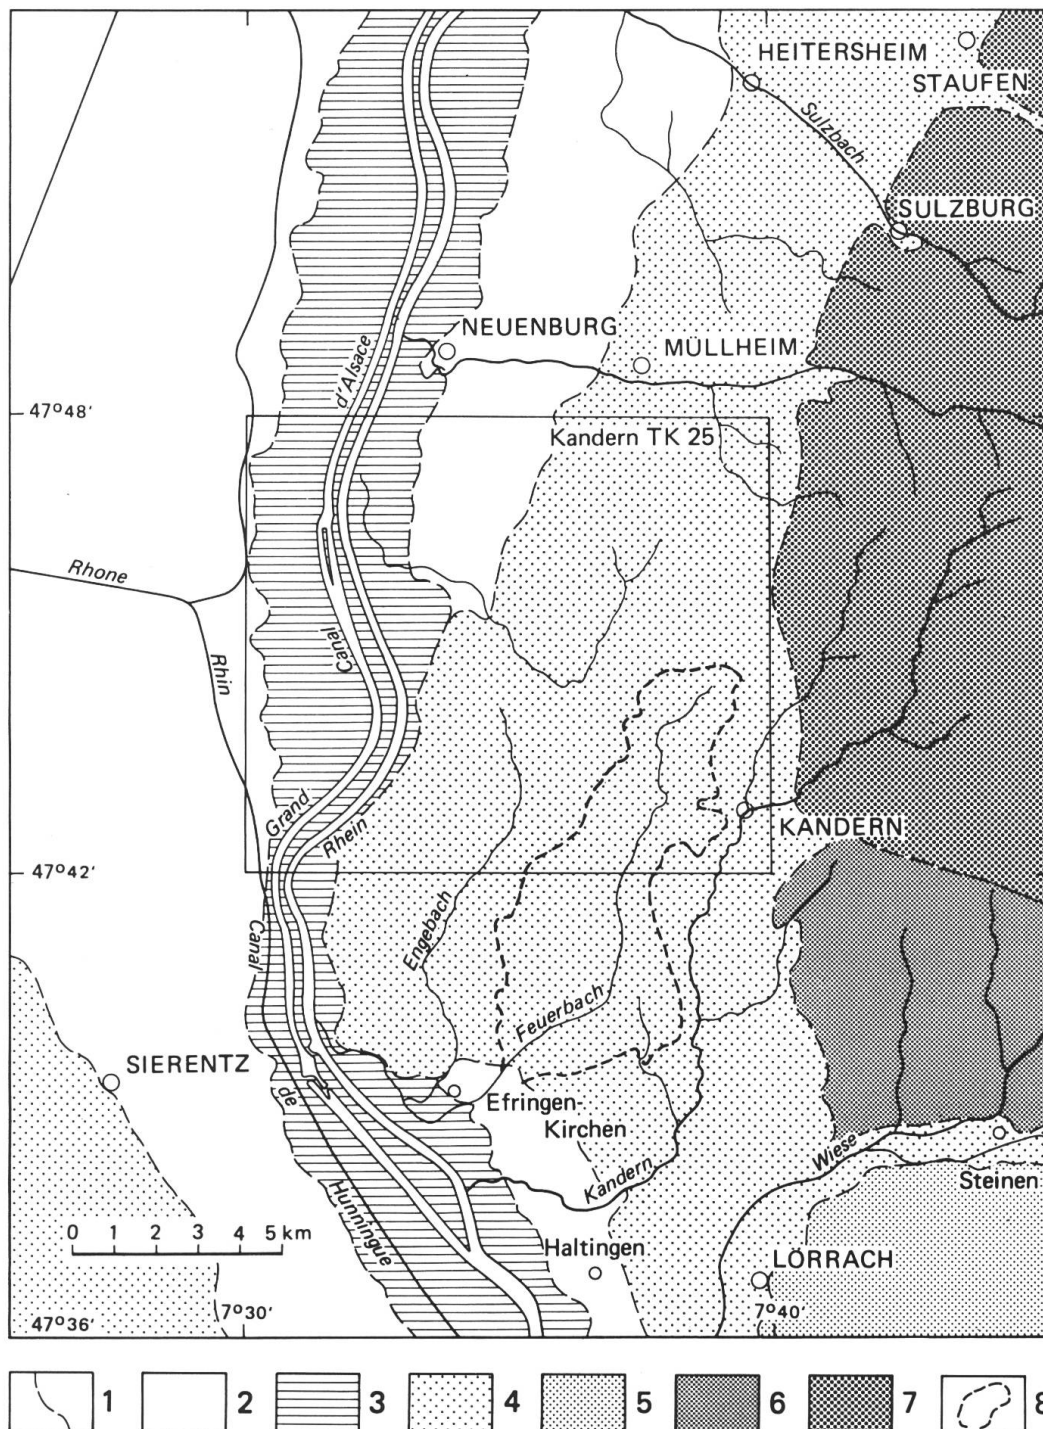 HEITERSHEIM
STAUFEN
Sulzbach
SULZBURG
NEUENBURG
MÜLLHEIM
d'Alsace
47°48'
Kandern TK 25
Rhone
Rhin
Canal
Grand
Rhein
KANDERN
47°42'
Canal
Engebach
Feuerbach
SIERENTZ
de
Efringen-
Kirchen
Kandern
Wiese
Steinen
Hunningue
0 1 2 3 4 5 km
Haltingen
LÖRRACH
47°36'
7°30'
7°40'
1 2 3 4 5 6 7 8